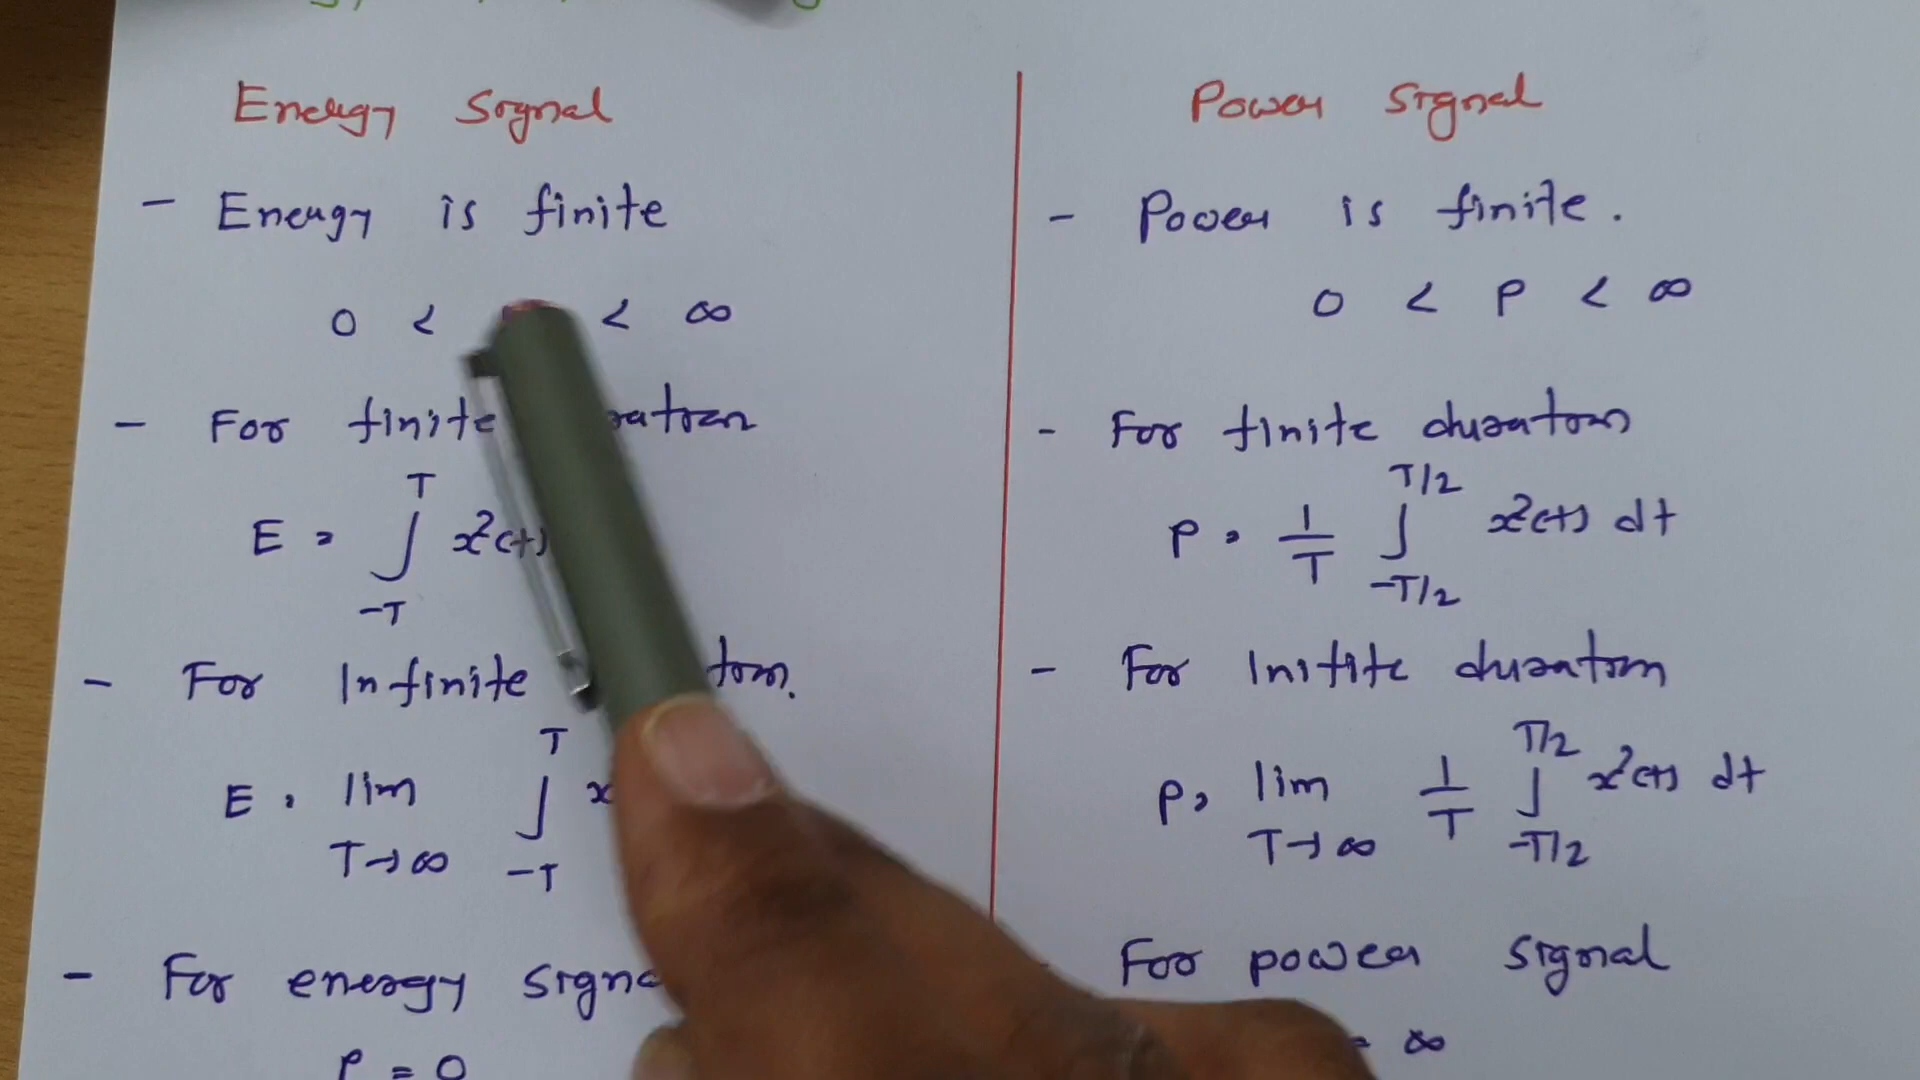 Energy Signal
- Energy is finite
0 < < ∞
- For finite
T
E = ∫ x²(t)
-T
- For Infinite
T
E = lim ∫ x
T→∞ -T
- For energy
P = 0
Power Signal
- Power is finite.
0 < P < ∞
- For finite duration
T/2
P = 1/T ∫ x²(t) dt
-T/2
- For Initite duration
T/2
P = lim 1/T ∫ x²(t) dt
T→∞ -T/2
For power signal
= ∞